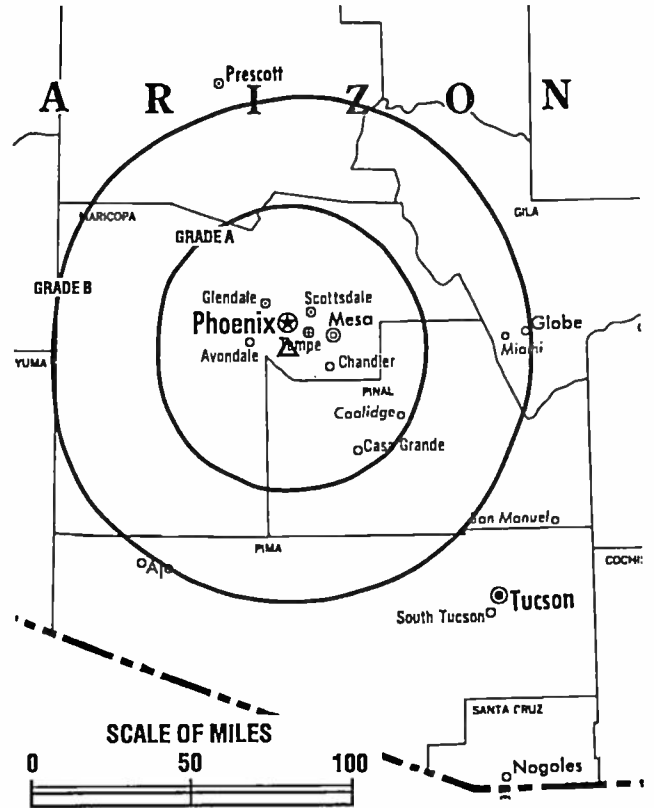 Prescott
A R I Z O N
MARICOPA
GILA
GRADE A
GRADE B
Glendale
Scottsdale
Phoenix
Mesa
Tempe
Globe
Miami
Avondale
YUMA
Chandler
PINAL
Coolidge
Casa Grande
San Manuel
PIMA
Ajo
COCHIS
Tucson
South Tucson
SANTA CRUZ
SCALE OF MILES
0 50 100
Nogoles